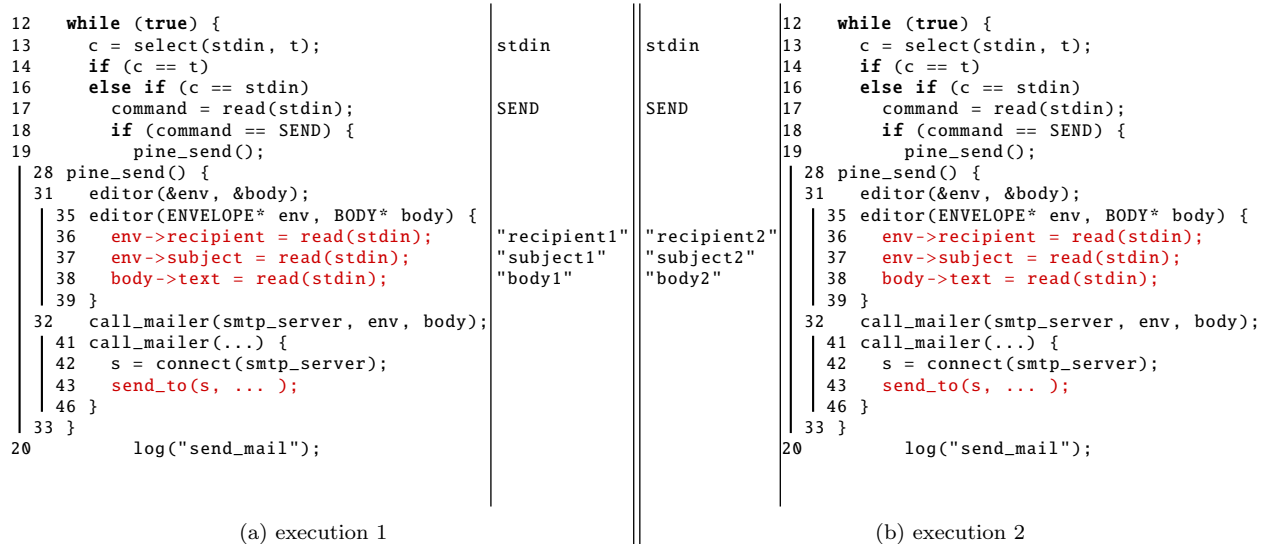 12 while (true) {
13 c = select(stdin, t); stdin
14 if (c == t)
16 else if (c == stdin)
17 command = read(stdin); SEND
18 if (command == SEND) {
19 pine_send();
28 pine_send() {
31 editor(&env, &body);
35 editor(ENVELOPE* env, BODY* body) {
36 env->recipient = read(stdin); "recipient1"
37 env->subject = read(stdin); "subject1"
38 body->text = read(stdin); "body1"
39 }
32 call_mailer(smtp_server, env, body);
41 call_mailer(...) {
42 s = connect(smtp_server);
43 send_to(s, ... );
46 }
33 }
20 log("send_mail");
(a) execution 1
12 while (true) {
stdin 13 c = select(stdin, t);
14 if (c == t)
16 else if (c == stdin)
SEND 17 command = read(stdin);
18 if (command == SEND) {
19 pine_send();
28 pine_send() {
31 editor(&env, &body);
35 editor(ENVELOPE* env, BODY* body) {
"recipient2" 36 env->recipient = read(stdin);
"subject2" 37 env->subject = read(stdin);
"body2" 38 body->text = read(stdin);
39 }
32 call_mailer(smtp_server, env, body);
41 call_mailer(...) {
42 s = connect(smtp_server);
43 send_to(s, ... );
46 }
33 }
20 log("send_mail");
(b) execution 2